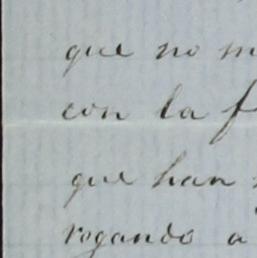 que no
con la
que han
rogando a